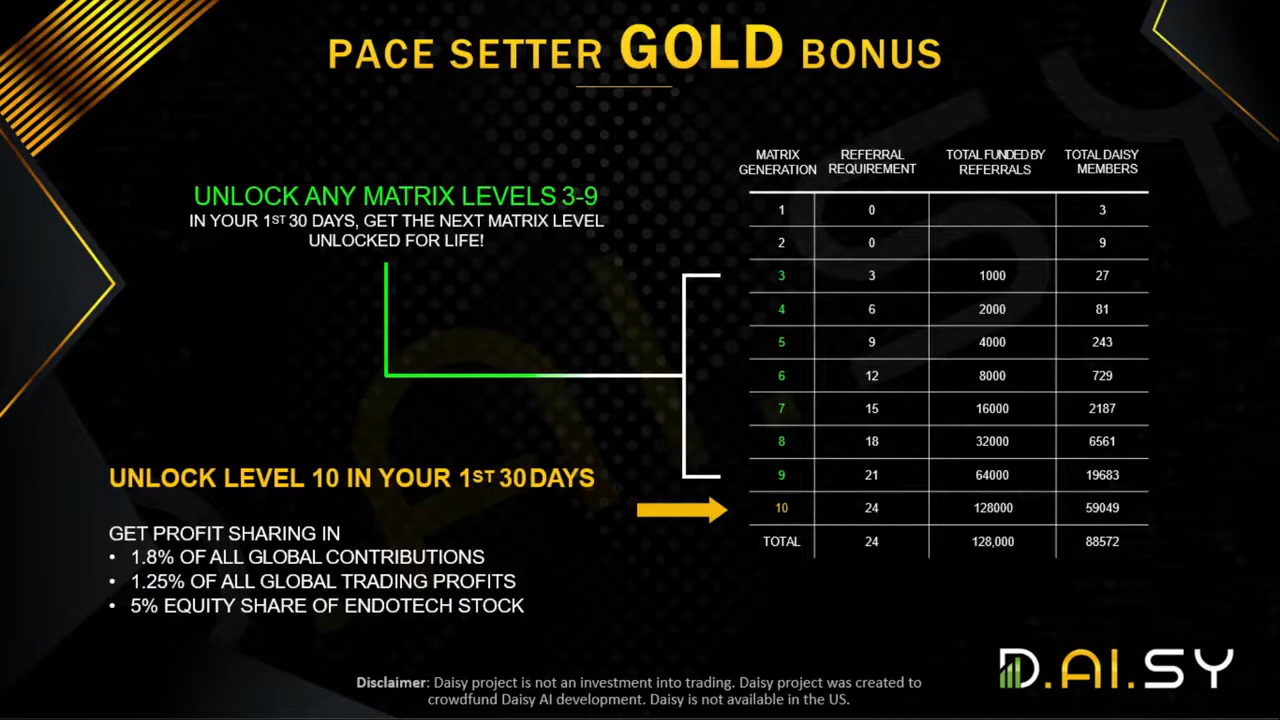 PACE SETTER GOLD BONUS
UNLOCK ANY MATRIX LEVELS 3-9
IN YOUR 1ST 30 DAYS, GET THE NEXT MATRIX LEVEL
UNLOCKED FOR LIFE!
UNLOCK LEVEL 10 IN YOUR 1ST 30 DAYS
GET PROFIT SHARING IN
• 1.8% OF ALL GLOBAL CONTRIBUTIONS
• 1.25% OF ALL GLOBAL TRADING PROFITS
• 5% EQUITY SHARE OF ENDOTECH STOCK
MATRIX GENERATION REFERRAL REQUIREMENT TOTAL FUNDED BY REFERRALS TOTAL DAISY MEMBERS
1 0 3
2 0 9
3 3 1000 27
4 6 2000 81
5 9 4000 243
6 12 8000 729
7 15 16000 2187
8 18 32000 6561
9 21 64000 19683
10 24 128000 59049
TOTAL 24 128,000 88572
Disclaimer: Daisy project is not an investment into trading. Daisy project was created to
crowdfund Daisy AI development. Daisy is not available in the US.
D.AI.SY